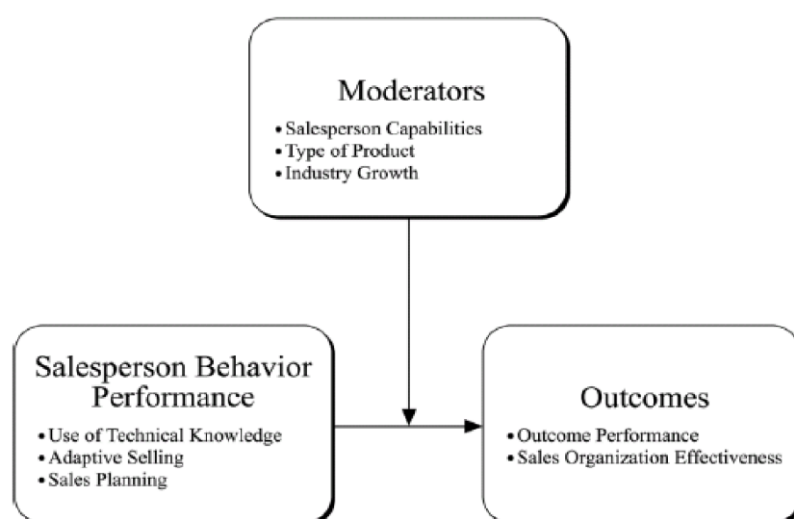 Moderators
• Salesperson Capabilities
• Type of Product
• Industry Growth
Salesperson Behavior
Performance
• Use of Technical Knowledge
• Adaptive Selling
• Sales Planning
Outcomes
• Outcome Performance
• Sales Organization Effectiveness